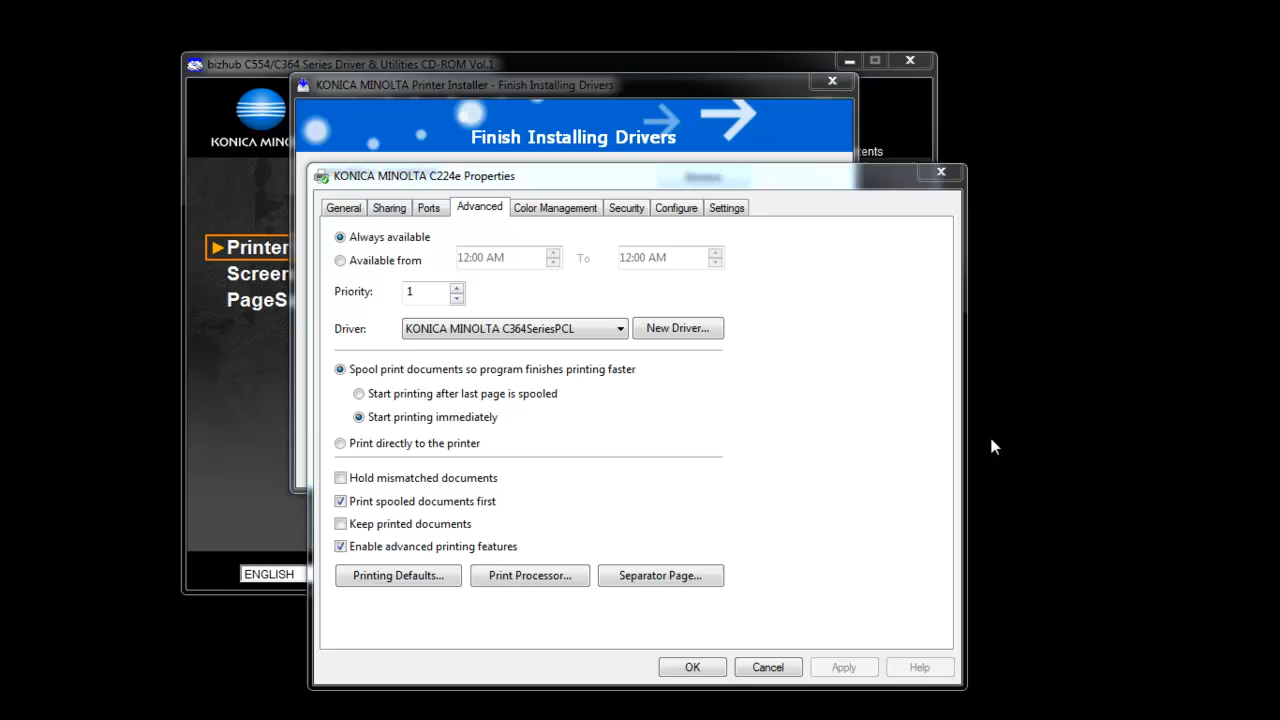 bizhub C554/C364 Series Driver & Utilities CD-ROM Vol.1
KONICA MINOLTA Printer Installer - Finish Installing Drivers
KONICA
Finish Installing Drivers
KONICA MINOLTA C224e Properties
General Sharing Ports Advanced Color Management Security Configure Settings
Always available
Available from 12:00 AM To 12:00 AM
Priority: 1
Driver: KONICA MINOLTA C364SeriesPCL New Driver...
Printer
Spool print documents so program finishes printing faster
Start printing after last page is spooled
Start printing immediately
Print directly to the printer
Hold mismatched documents
Print spooled documents first
Keep printed documents
Enable advanced printing features
Printing Defaults... Print Processor... Separator Page...
ENGLISH
OK Cancel Apply Help